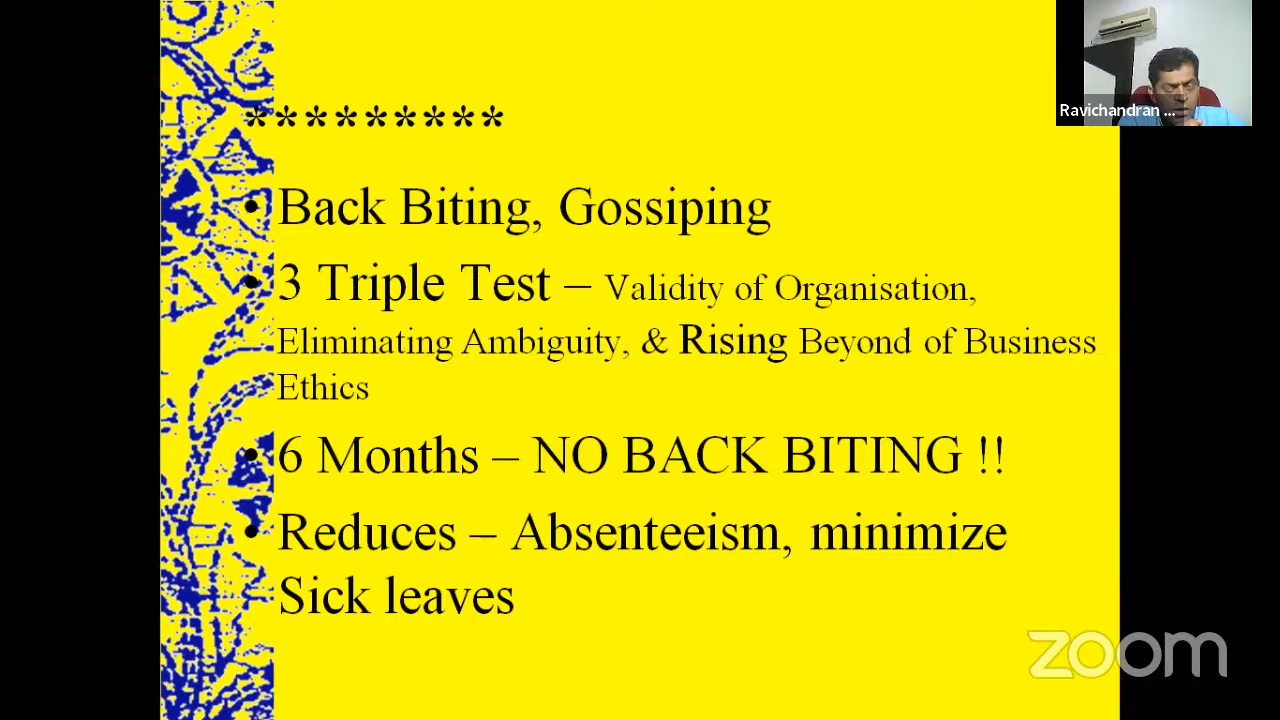 *********
Ravichandran ...
• Back Biting, Gossiping
• 3 Triple Test – Validity of Organisation,
Eliminating Ambiguity, & Rising Beyond of Business
Ethics
• 6 Months – NO BACK BITING !!
• Reduces – Absenteeism, minimize
Sick leaves
zoom